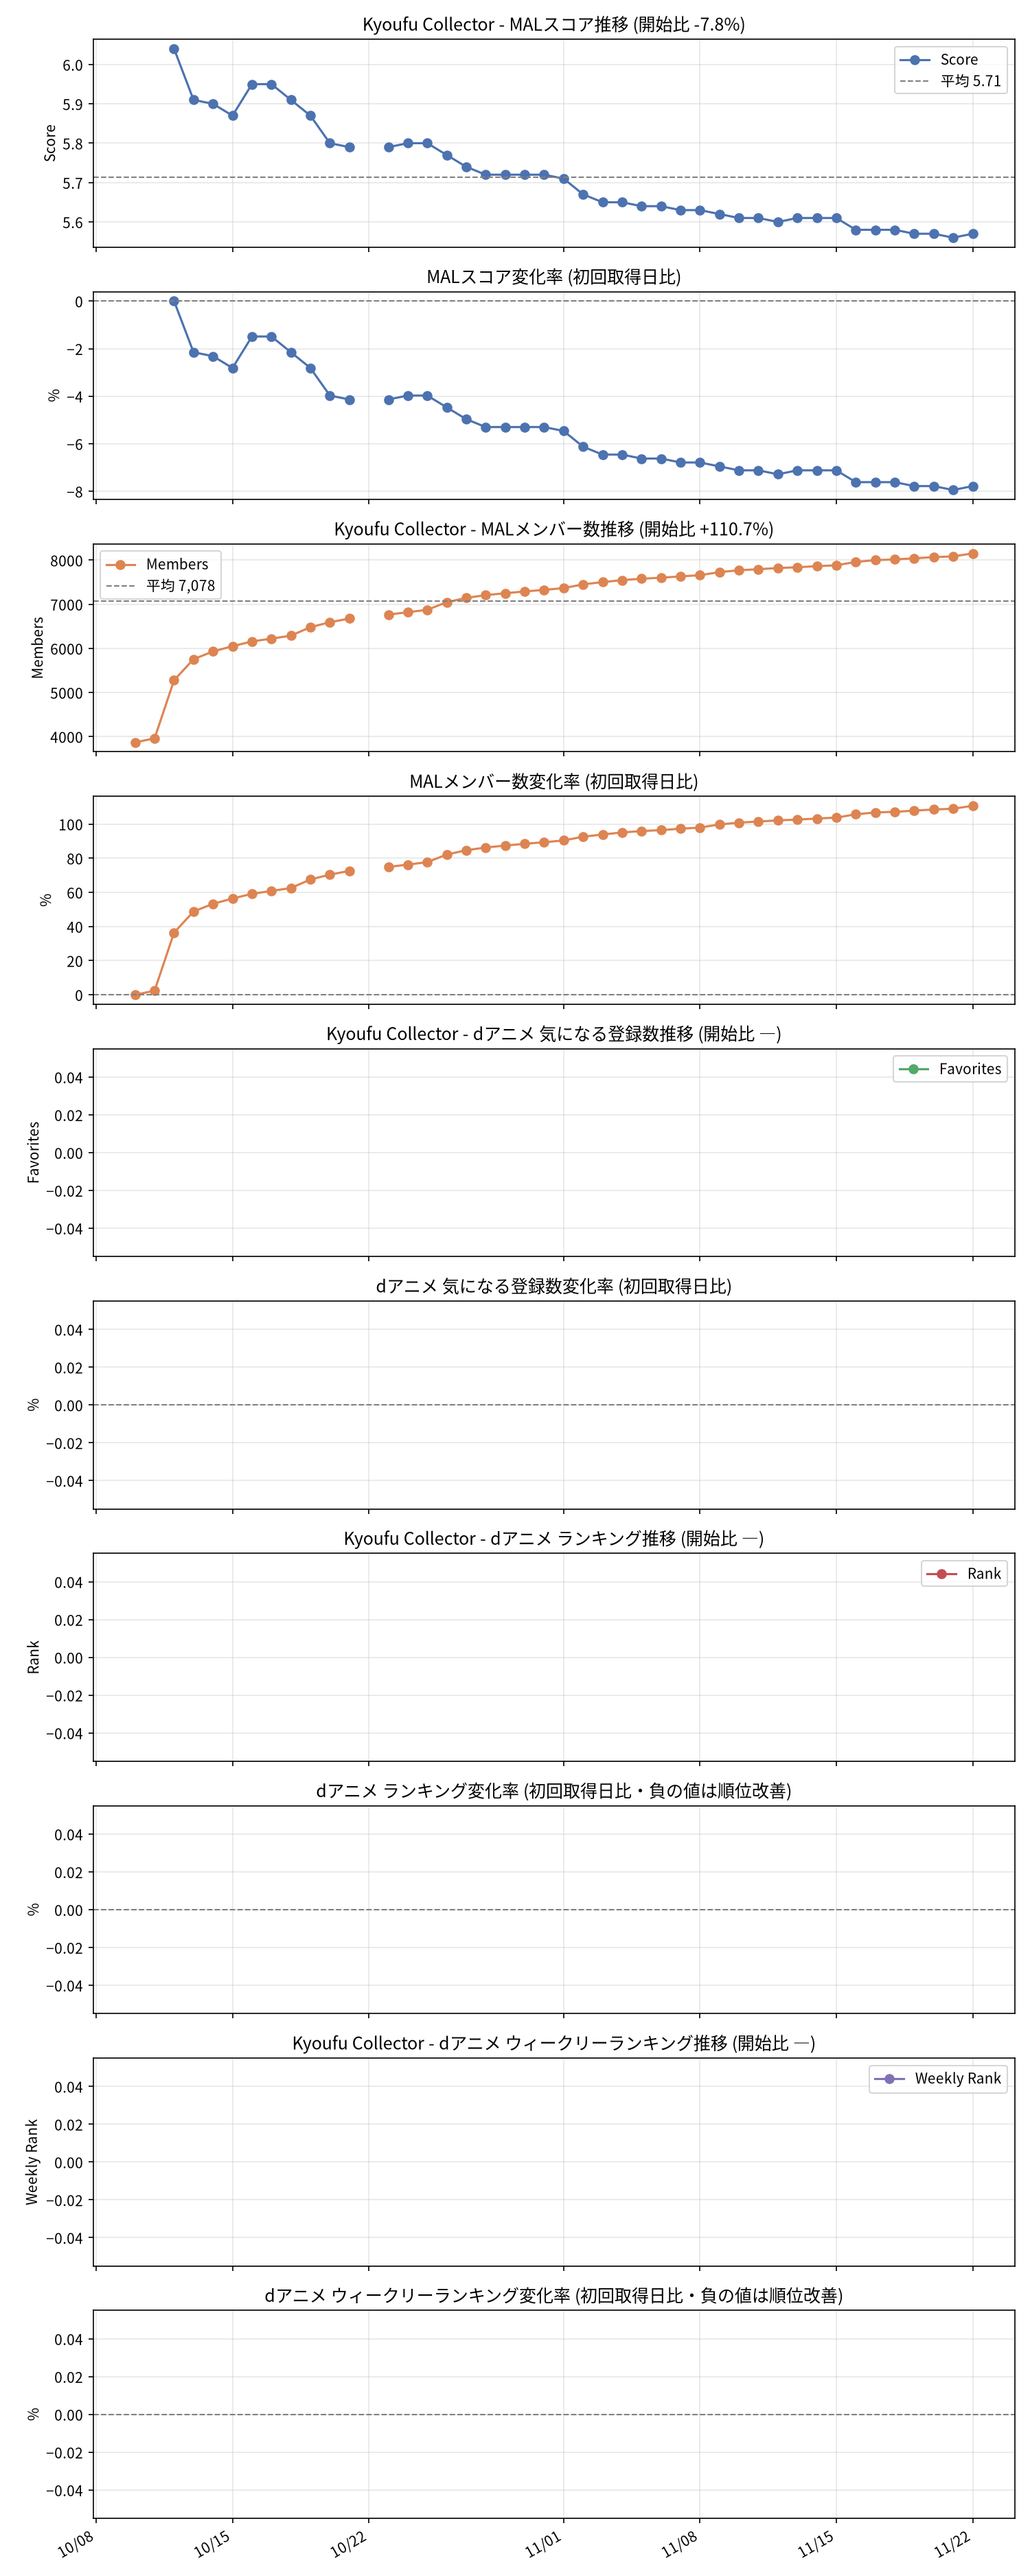 Kyoufu Collector - MALスコア推移 (開始比 -7.8%)
Score
6.0
5.9
5.8
5.7
5.6
Score
平均 5.71
MALスコア変化率 (初回取得日比)
%
0
−2
−4
−6
−8
Kyoufu Collector - MALメンバー数推移 (開始比 +110.7%)
Members
8000
7000
6000
5000
4000
Members
平均 7,078
MALメンバー数変化率 (初回取得日比)
%
100
80
60
40
20
0
Kyoufu Collector - dアニメ 気になる登録数推移 (開始比 —)
Favorites
0.04
0.02
0.00
−0.02
−0.04
Favorites
dアニメ 気になる登録数変化率 (初回取得日比)
%
0.04
0.02
0.00
−0.02
−0.04
Kyoufu Collector - dアニメ ランキング推移 (開始比 —)
Rank
0.04
0.02
0.00
−0.02
−0.04
Rank
dアニメ ランキング変化率 (初回取得日比・負の値は順位改善)
%
0.04
0.02
0.00
−0.02
−0.04
Kyoufu Collector - dアニメ ウィークリーランキング推移 (開始比 —)
Weekly Rank
0.04
0.02
0.00
−0.02
−0.04
Weekly Rank
dアニメ ウィークリーランキング変化率 (初回取得日比・負の値は順位改善)
%
0.04
0.02
0.00
−0.02
−0.04
10/08
10/15
10/22
11/01
11/08
11/15
11/22